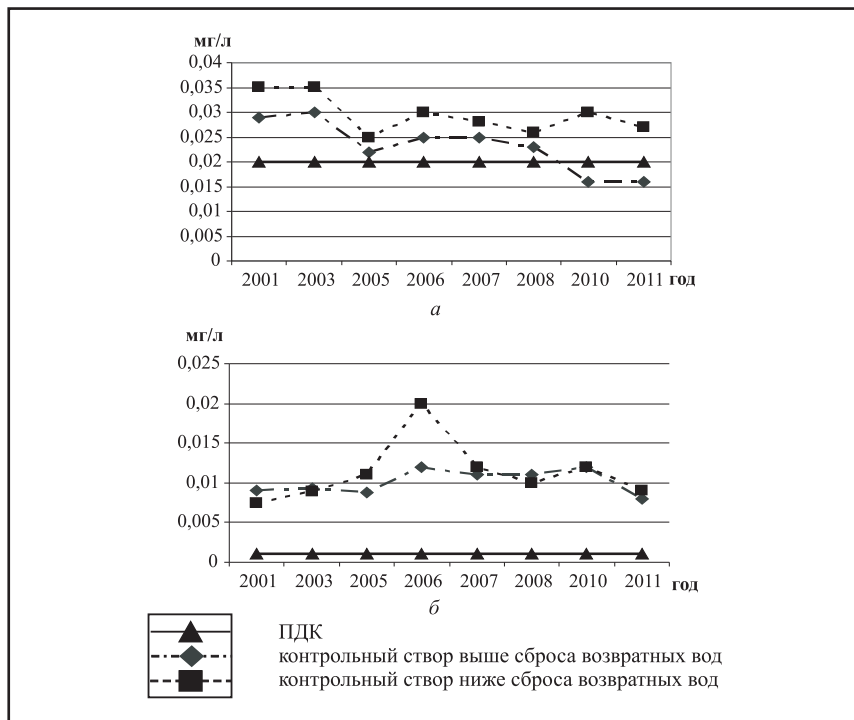 мг/л
0,04
0,035
0,03
0,025
0,02
0,015
0,01
0,005
0
2001 2003 2005 2006 2007 2008 2010 2011 год
а
мг/л
0,025
0,02
0,015
0,01
0,005
0
2001 2003 2005 2006 2007 2008 2010 2011 год
б
ПДК
контрольный створ выше сброса возвратных вод
контрольный створ ниже сброса возвратных вод